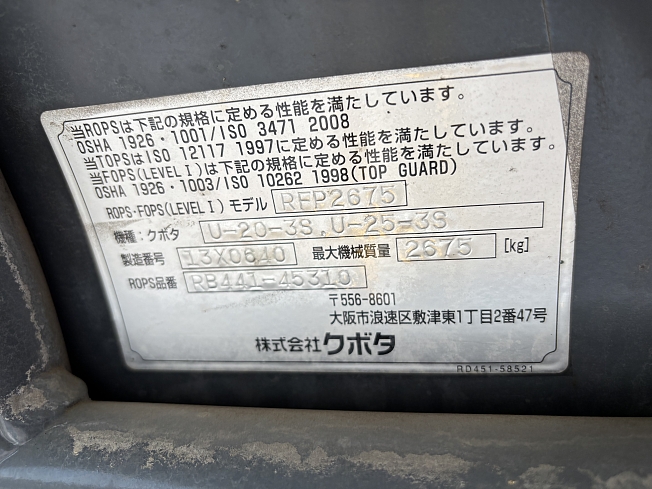 当ROPSは下記の規格に定める性能を満たしています。
OSHA 1926・1001/ISO 3471 2008
当TOPSはISO 12117 1997に定める性能を満たしています。
当FOPS(LEVELⅠ)は下記の規格に定める性能を満たしています。
OSHA 1926・1003/ISO 10262 1998(TOP GUARD)
ROPS-FOPS(LEVELⅠ) モデル RFP2675
機種: クボタ U-20-3S,U-25-3S
製造番号 13X0640 最大機械質量 2675 [kg]
ROPS品番 RB441-45310
〒556-8601
大阪市浪速区敷津東1丁目2番47号
株式会社クボタ
RD451-58521